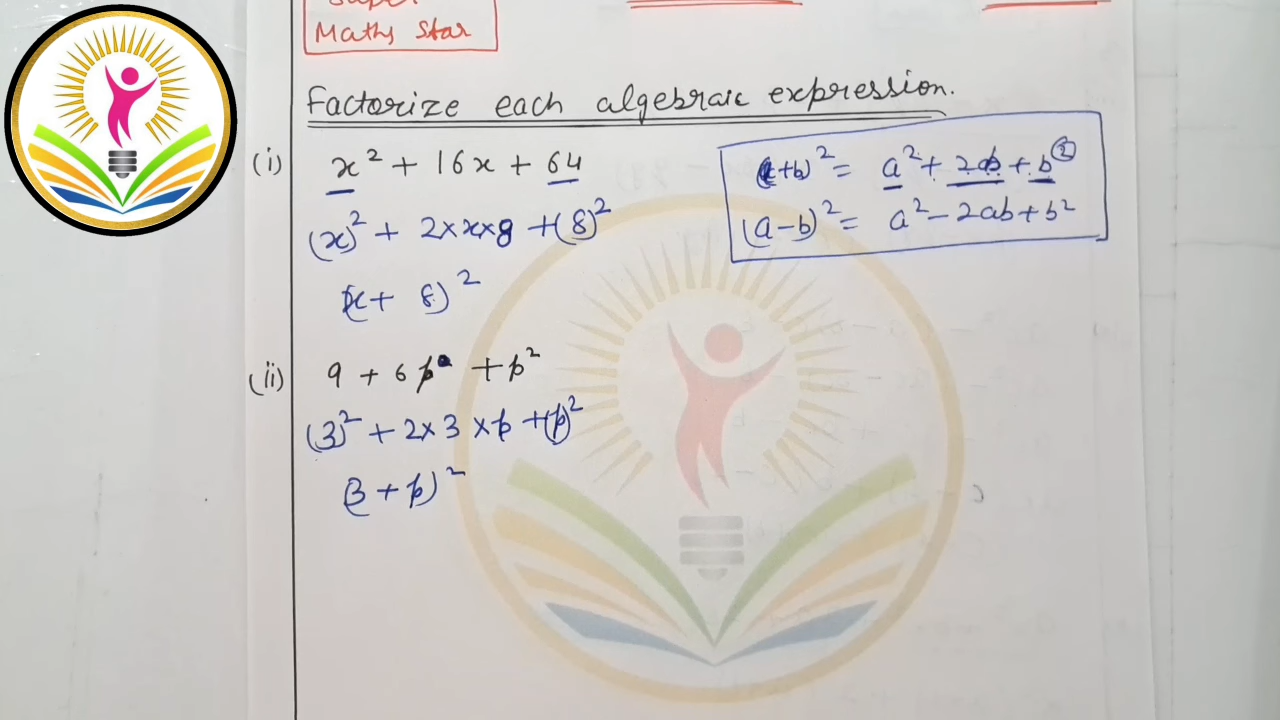 Super
Maths Star
Factorize each algebraic expression.
(i) x² + 16x + 64
(x)² + 2×x×8 + (8)²
(x + 8)²
(a+b)² = a² + 2ab + b²
(a-b)² = a² - 2ab + b²
(ii) 9 + 6p + p²
(3)² + 2×3×p + (p)²
(3 + p)²